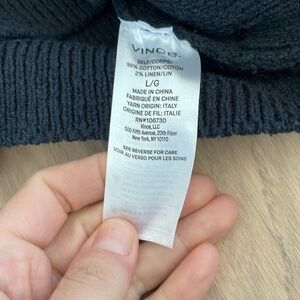 VINCE.
SELF/CORPS:
98% COTTON/COTON
2% LINEN/LIN
L/G
MADE IN CHINA
FABRIQUÉ EN CHINE
YARN ORIGIN: ITALY
ORIGINE DE FIL: ITALIE
RN#106730
Vince, LLC
500 Fifth Avenue, 20th Floor
New York, NY 10110
SEE REVERSE FOR CARE
VOIR AU VERSO POUR LES SOINS